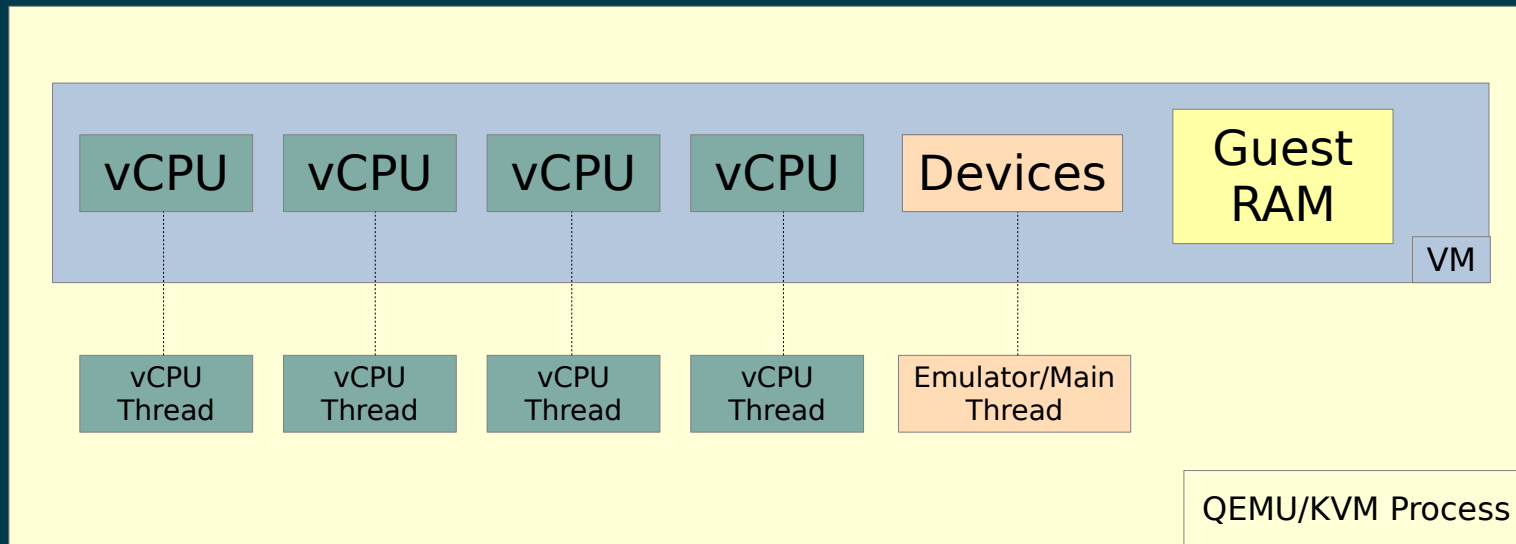 vCPU
vCPU
vCPU
vCPU
Devices
Guest
RAM
VM
vCPU
Thread
vCPU
Thread
vCPU
Thread
vCPU
Thread
Emulator/Main
Thread
QEMU/KVM Process